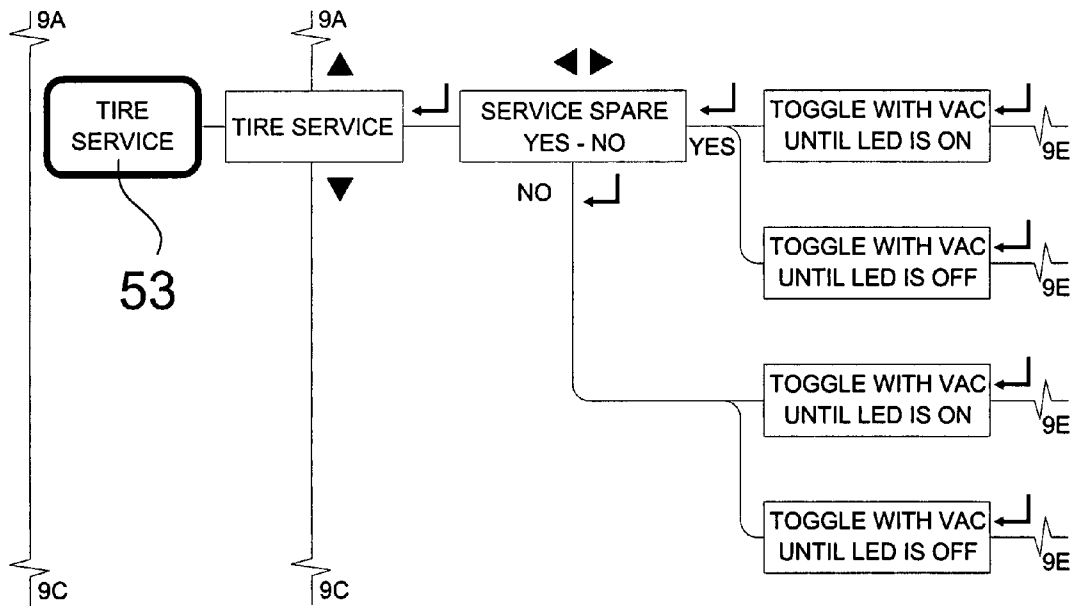 9A
9A
TIRE
SERVICE
TIRE SERVICE
SERVICE SPARE
YES - NO
YES
NO
TOGGLE WITH VAC
UNTIL LED IS ON
9E
TOGGLE WITH VAC
UNTIL LED IS OFF
9E
53
TOGGLE WITH VAC
UNTIL LED IS ON
9E
TOGGLE WITH VAC
UNTIL LED IS OFF
9E
9C
9C